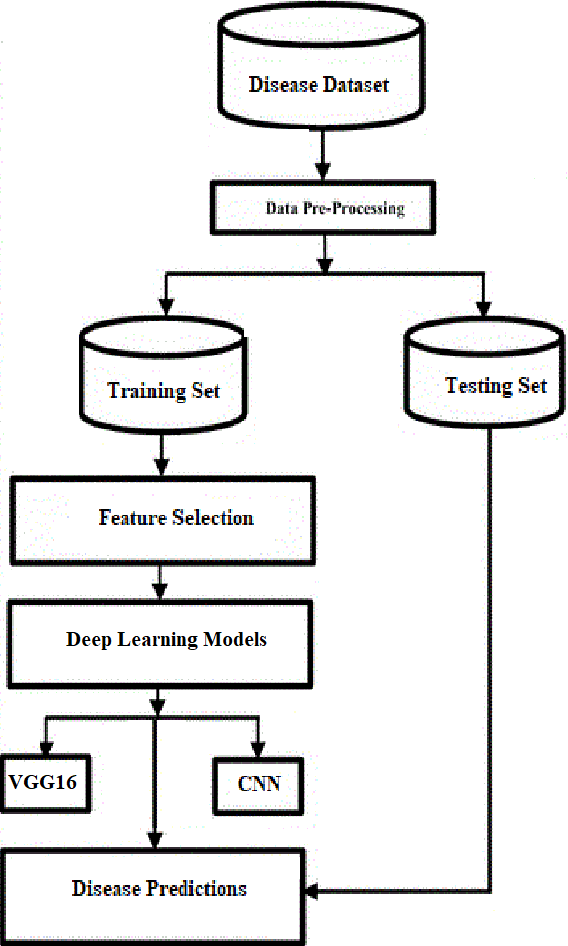 Disease Dataset
Data Pre-Processing
Training Set
Testing Set
Feature Selection
Deep Learning Models
VGG16
CNN
Disease Predictions